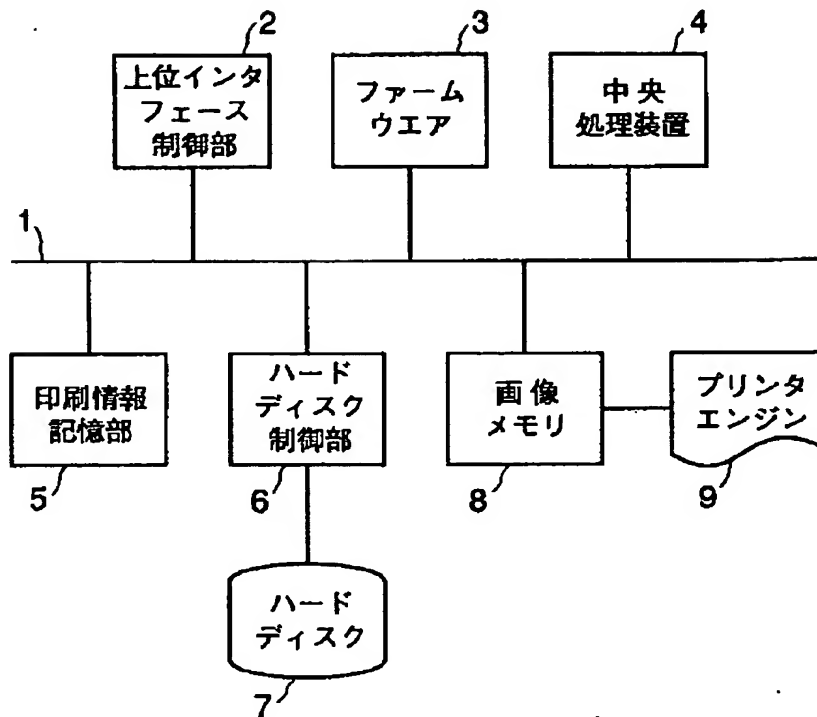 2
上位インタ
フェース
制御部
3
ファーム
ウエア
4
中央
処理装置
1
印刷情報
記憶部
5
ハード
ディスク
制御部
6
画像
メモリ
8
プリンタ
エンジン
9
ハード
ディスク
7